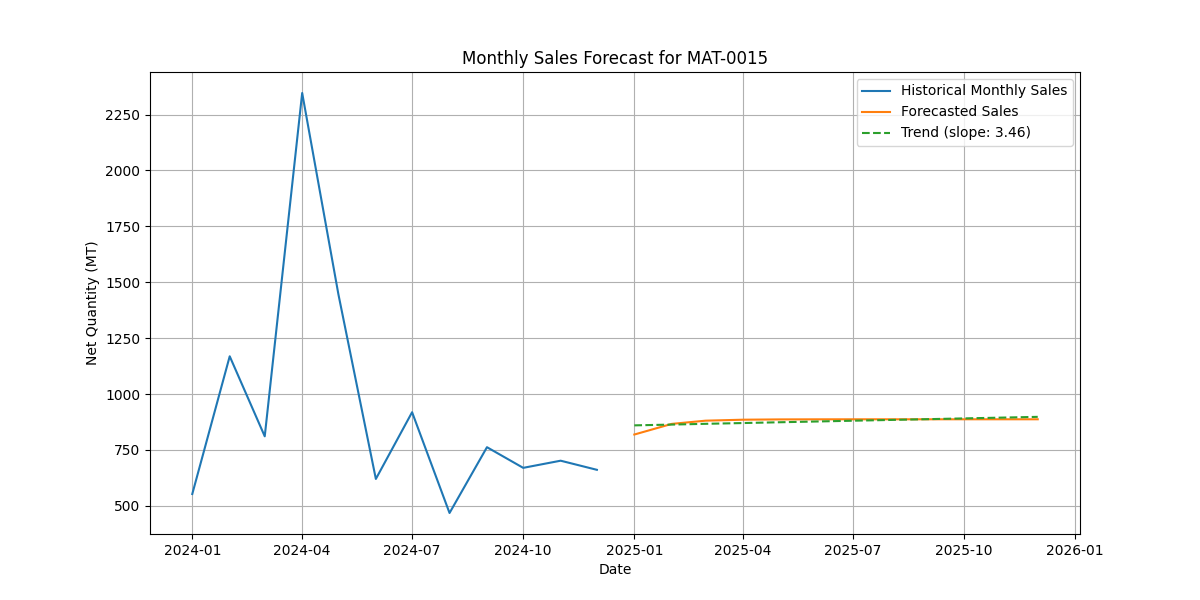 Monthly Sales Forecast for MAT-0015
Historical Monthly Sales
Forecasted Sales
Trend (slope: 3.46)
Net Quantity (MT)
2250
2000
1750
1500
1250
1000
750
500
2024-01 2024-04 2024-07 2024-10 2025-01 2025-04 2025-07 2025-10 2026-01
Date